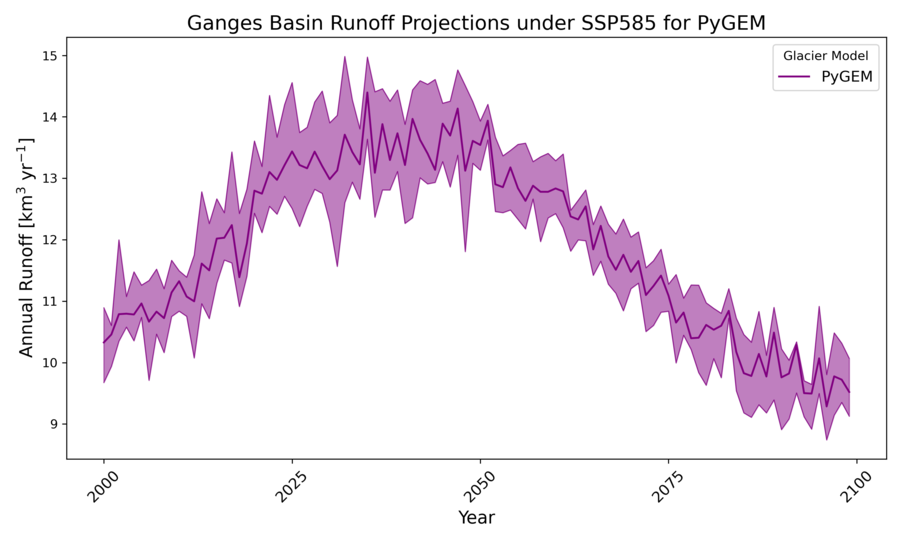 Ganges Basin Runoff Projections under SSP585 for PyGEM
Glacier Model
PyGEM
Annual Runoff [km³ yr⁻¹]
15
14
13
12
11
10
9
2000
2025
2050
2075
2100
Year